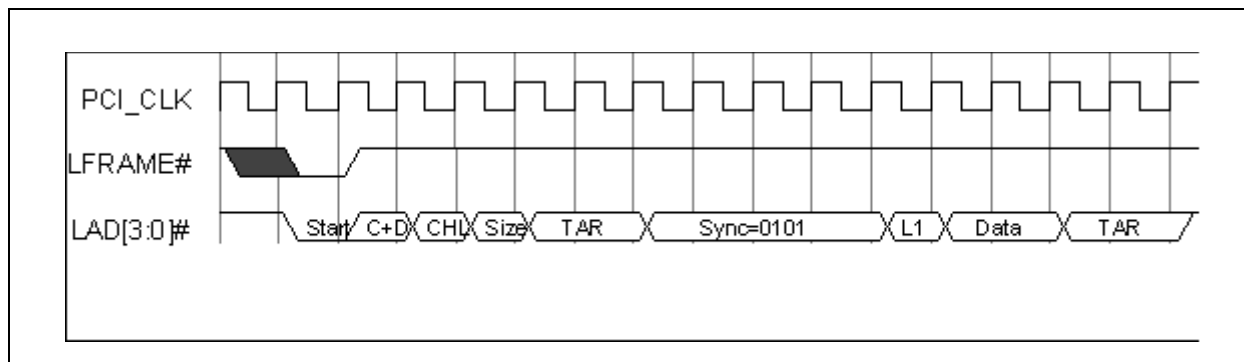 PCI_CLK
LFRAME#
LAD[3:0]#
Start C+D CHL Size TAR Sync=0101 L1 Data TAR